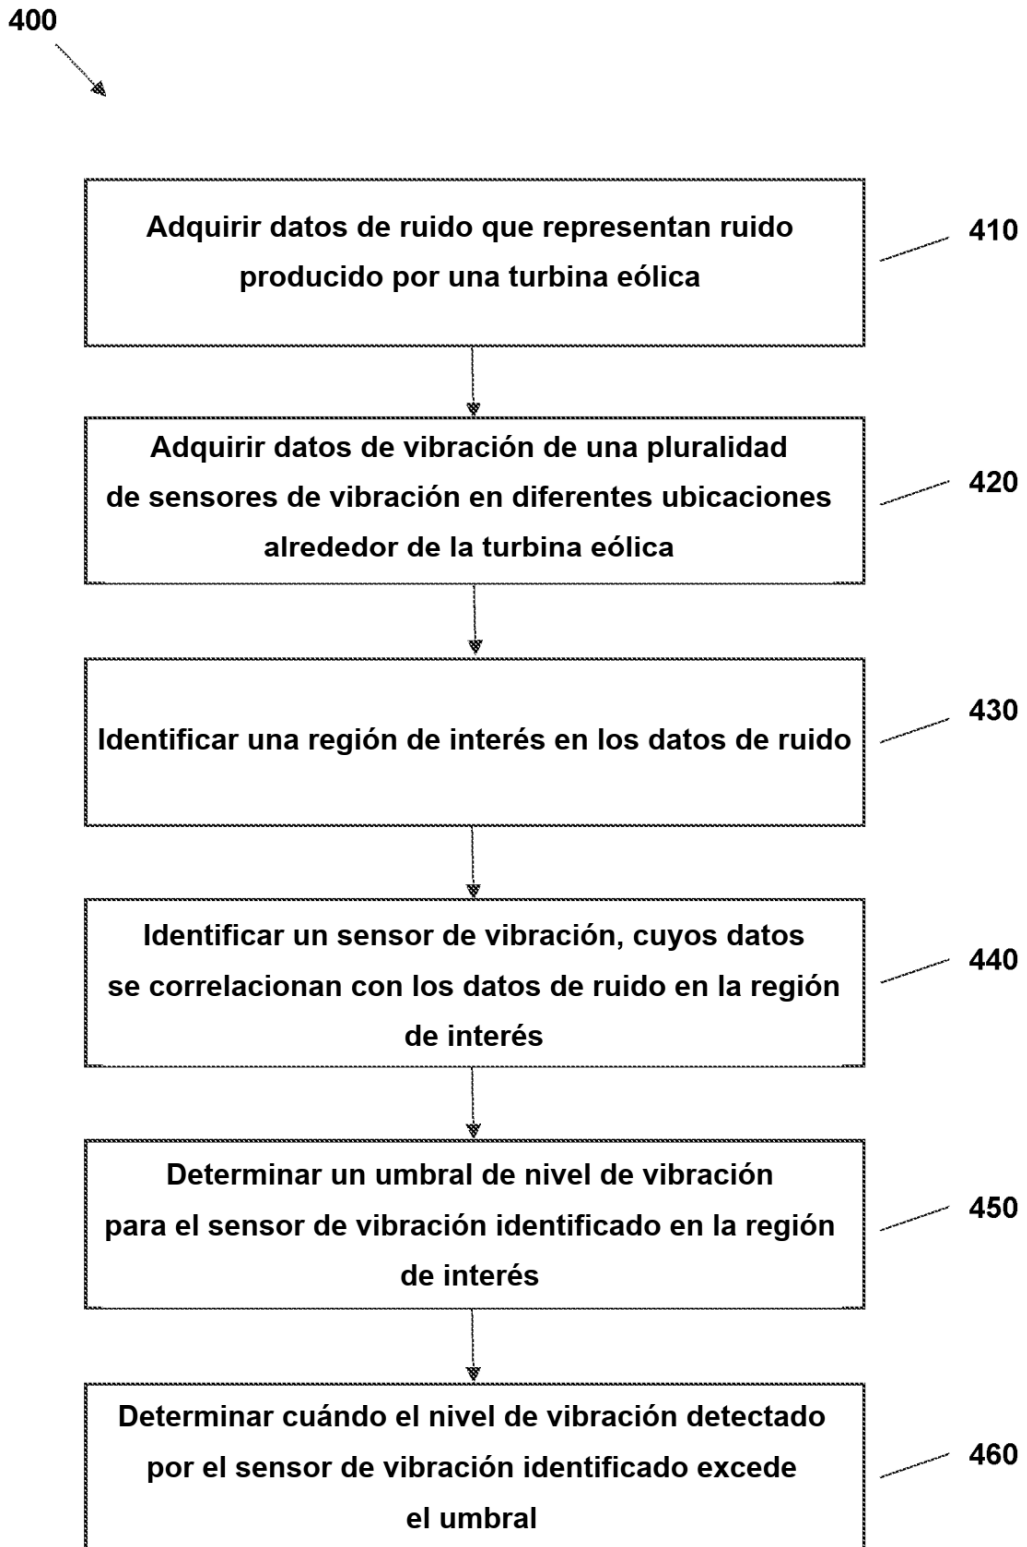 400
Adquirir datos de ruido que representan ruido
producido por una turbina eólica
410
Adquirir datos de vibración de una pluralidad
de sensores de vibración en diferentes ubicaciones
alrededor de la turbina eólica
420
Identificar una región de interés en los datos de ruido
430
Identificar un sensor de vibración, cuyos datos
se correlacionan con los datos de ruido en la región
de interés
440
Determinar un umbral de nivel de vibración
para el sensor de vibración identificado en la región
de interés
450
Determinar cuándo el nivel de vibración detectado
por el sensor de vibración identificado excede
el umbral
460